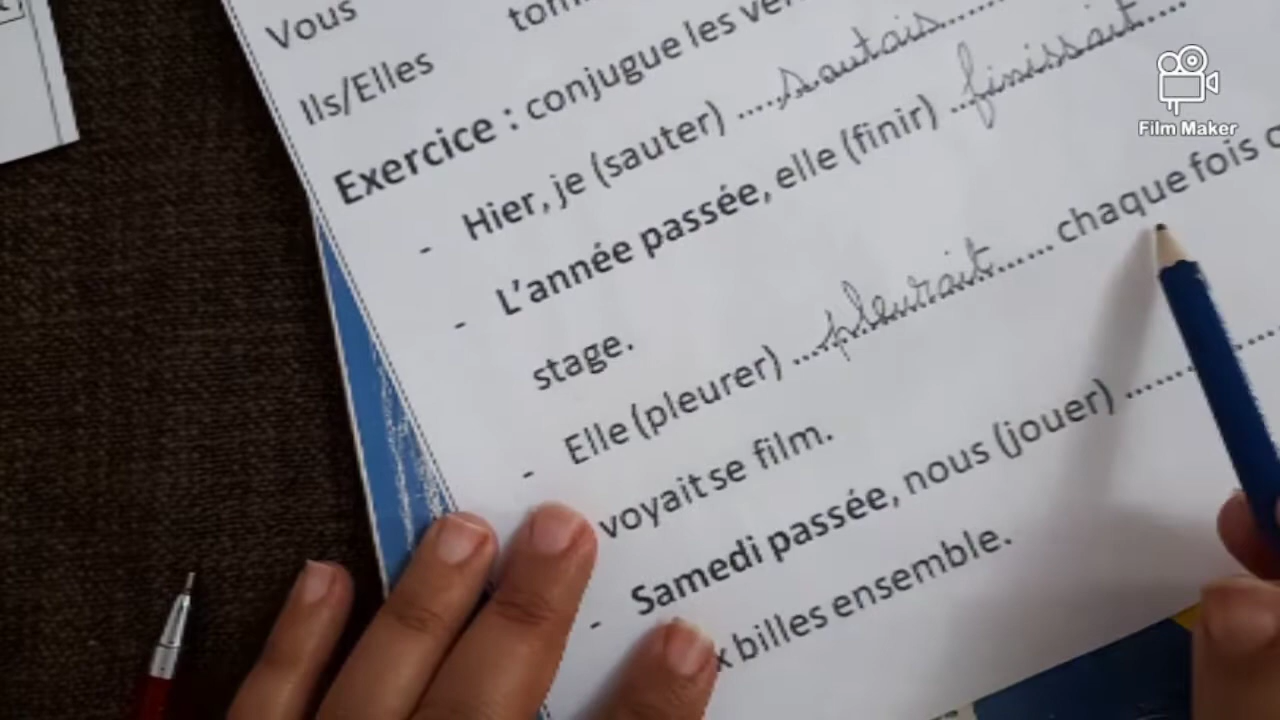 Vous
Ils/Elles
Exercice : conjugue les
- Hier, je (sauter) ....sautais......
- L'année passée, elle (finir) ...finissait....
stage.
- Elle (pleurer) ...pleurait...... chaque fois
voyait se film.
- Samedi passée, nous (jouer) ......
x billes ensemble.
Film Maker